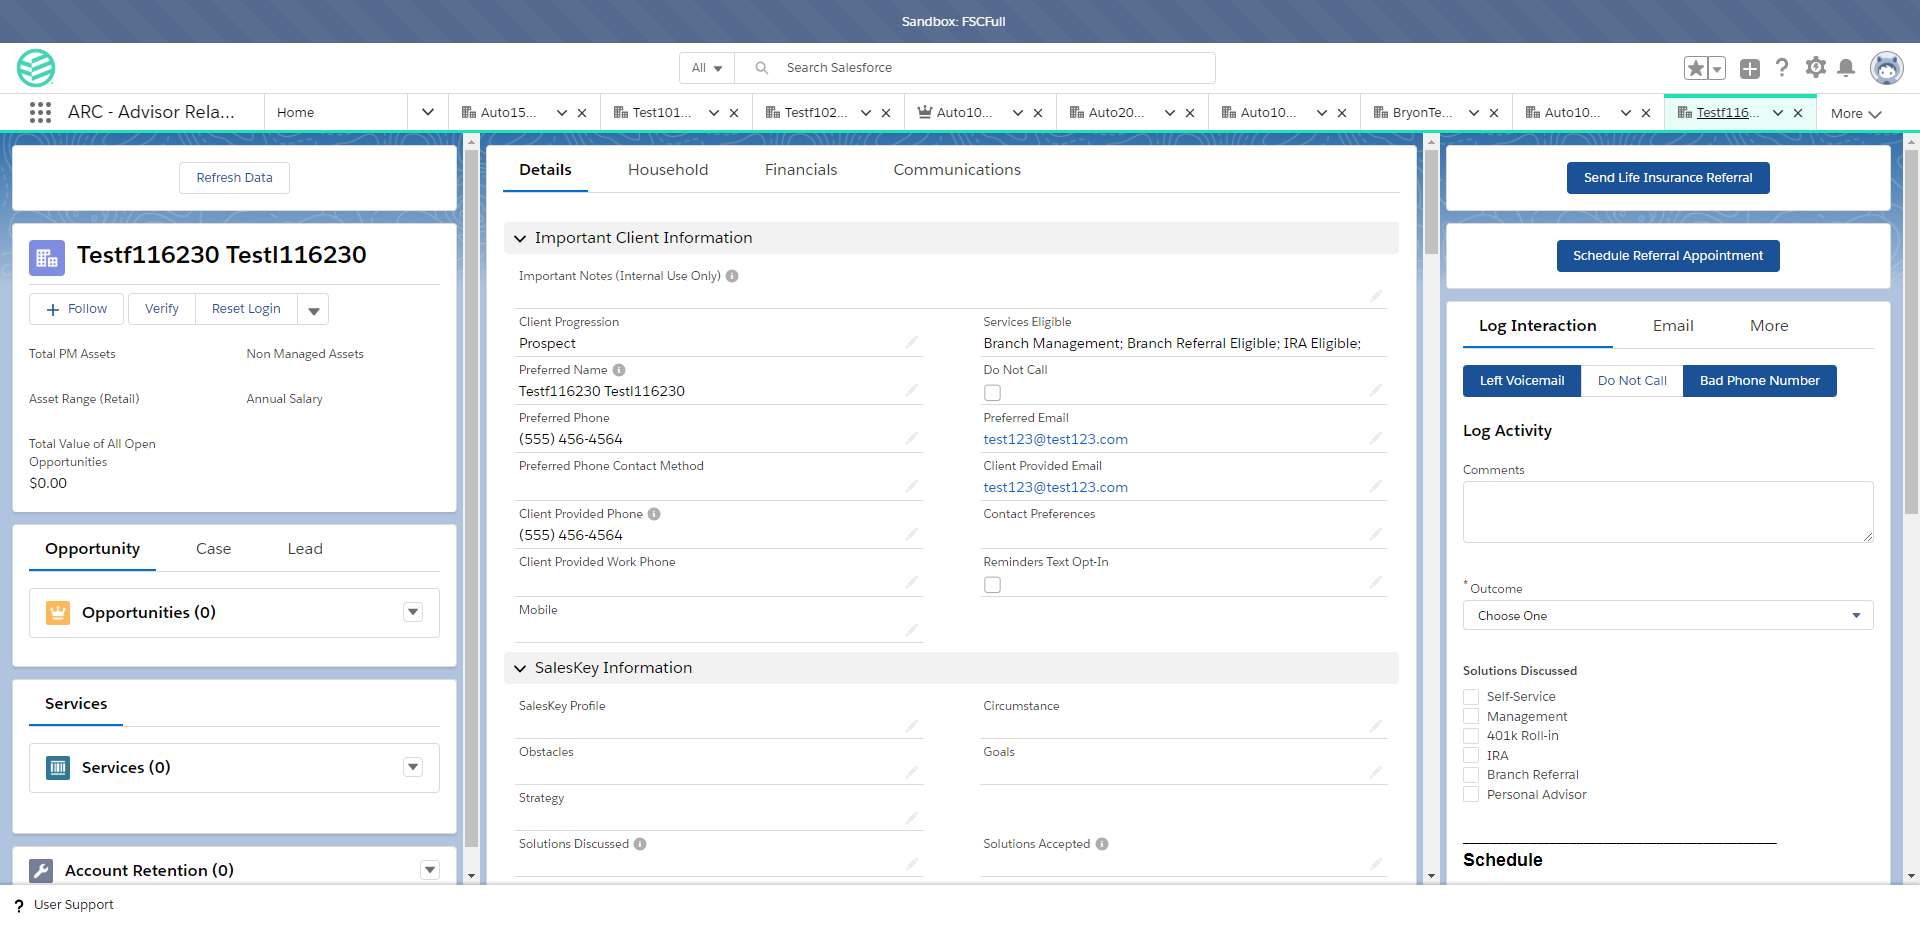 Sandbox: FSCFull
All
Search Salesforce
ARC - Advisor Rela...
Home
Auto15...
Test101...
Testf102...
Auto10...
Auto20...
Auto10...
BryonTe...
Auto10...
Testf116...
More
Refresh Data
Testf116230 Testl116230
Follow
Verify
Reset Login
Total PM Assets
Non Managed Assets
Asset Range (Retail)
Annual Salary
Total Value of All Open
Opportunities
$0.00
Opportunity
Case
Lead
Opportunities (0)
Services
Services (0)
Account Retention (0)
Details
Household
Financials
Communications
Important Client Information
Important Notes (Internal Use Only)
Client Progression
Prospect
Services Eligible
Branch Management; Branch Referral Eligible; IRA Eligible;
Preferred Name
Testf116230 Testl116230
Do Not Call
Preferred Phone
(555) 456-4564
Preferred Email
test123@test123.com
Preferred Phone Contact Method
Client Provided Email
test123@test123.com
Client Provided Phone
(555) 456-4564
Contact Preferences
Client Provided Work Phone
Reminders Text Opt-In
Mobile
SalesKey Information
SalesKey Profile
Circumstance
Obstacles
Goals
Strategy
Solutions Discussed
Solutions Accepted
Send Life Insurance Referral
Schedule Referral Appointment
Log Interaction
Email
More
Left Voicemail
Do Not Call
Bad Phone Number
Log Activity
Comments
* Outcome
Choose One
Solutions Discussed
Self-Service
Management
401k Roll-in
IRA
Branch Referral
Personal Advisor
Schedule
? User Support